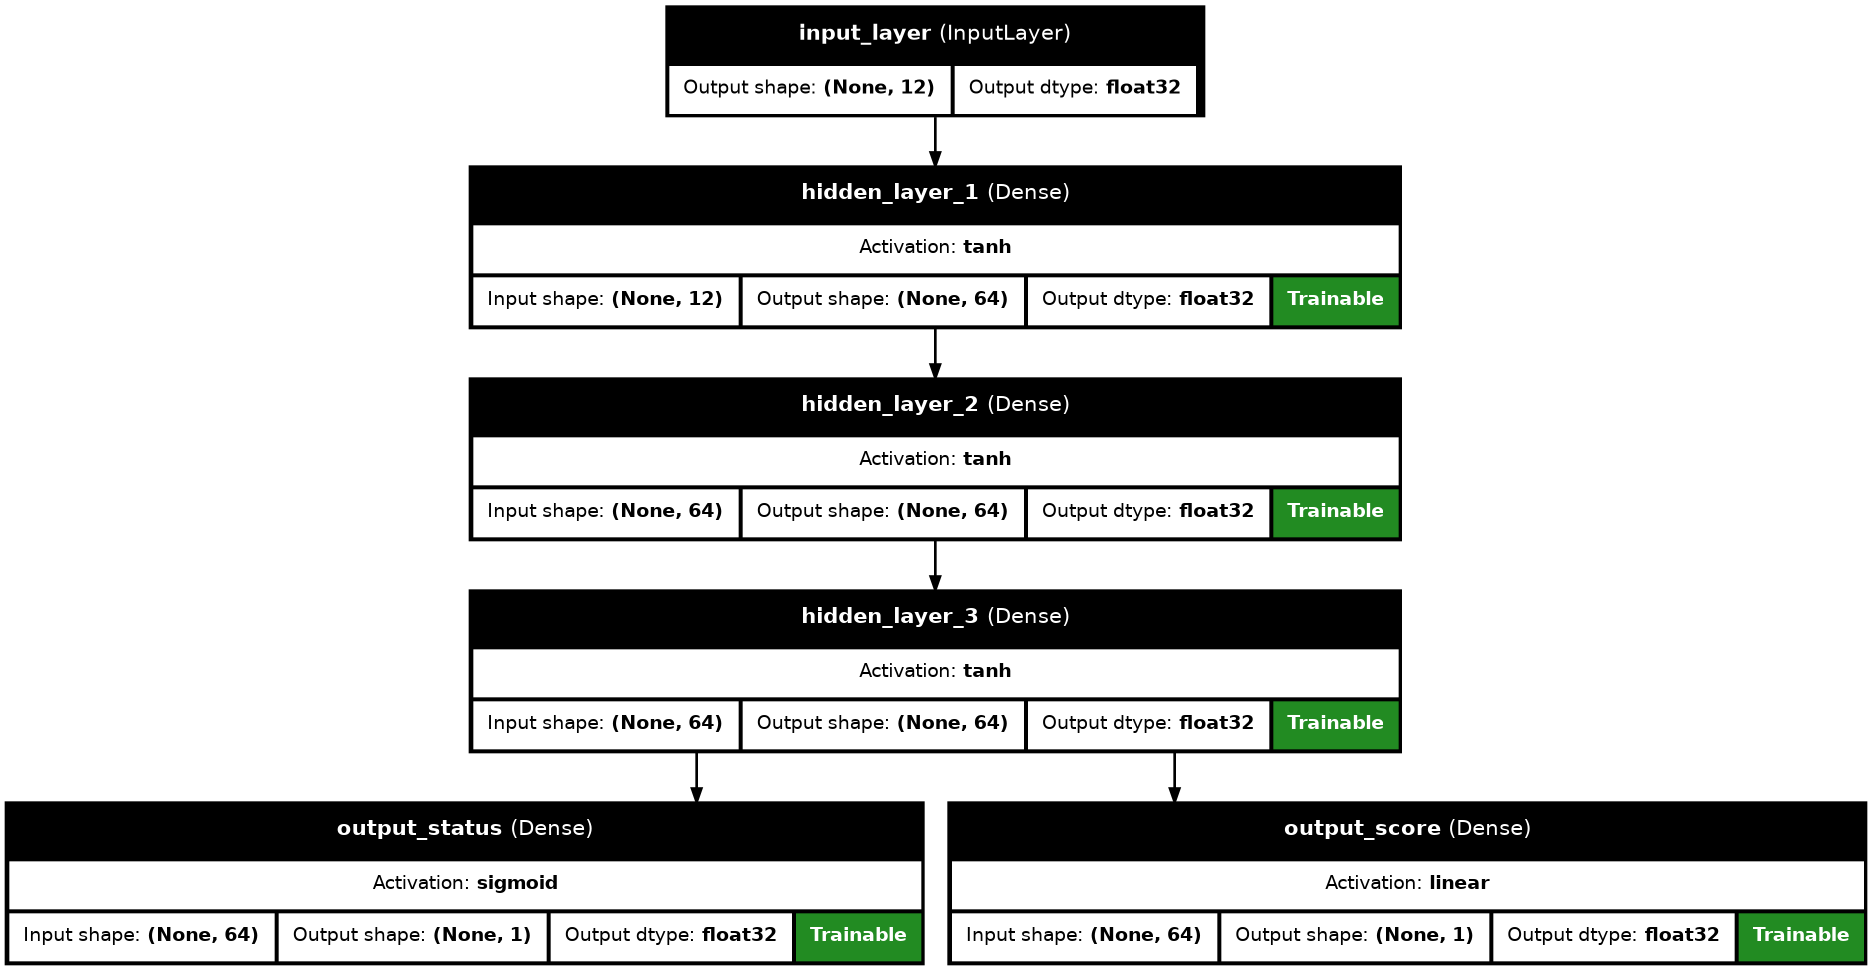 input_layer (InputLayer)
Output shape: (None, 12) Output dtype: float32
hidden_layer_1 (Dense)
Activation: tanh
Input shape: (None, 12) Output shape: (None, 64) Output dtype: float32 Trainable
hidden_layer_2 (Dense)
Activation: tanh
Input shape: (None, 64) Output shape: (None, 64) Output dtype: float32 Trainable
hidden_layer_3 (Dense)
Activation: tanh
Input shape: (None, 64) Output shape: (None, 64) Output dtype: float32 Trainable
output_status (Dense)
Activation: sigmoid
Input shape: (None, 64) Output shape: (None, 1) Output dtype: float32 Trainable
output_score (Dense)
Activation: linear
Input shape: (None, 64) Output shape: (None, 1) Output dtype: float32 Trainable